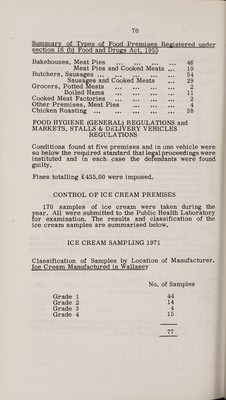 70
Summary of Types of Food Premises Registered under
section 16 (b) Food and Drugs Act, 1955
Bakehouses, Meat Pies ... ... ... ... 46
Meat Pies and Cooked Meats ... 19
Butchers, Sausages ... ... ... ... ... 54
Sausages and Cooked Meats ... 29
Grocers, Potted Meats ... ... ... ... 2
Boiled Hams ... ... ... ... 11
Cooked Meat Factories ... ... ... ... 2
Other Premises, Meat Pies ... ... ... 4
Chicken Roasting ... ... ... ... ... 38
FOOD HYGIENE (GENERAL) REGULATIONS and
MARKETS, STALLS & DELIVERY VEHICLES
REGULATIONS
Conditions found at five premises and in one vehicle were
so below the required standard that legal proceedings were
instituted and in each case the defendants were found
guilty.
Fines totalling £435.00 were imposed.
CONTROL OF ICE CREAM PREMISES
170 samples of ice cream were taken during the
year. All were submitted to the Public Health Laboratory
for examination. The results and classification of the
ice cream samples are summarised below.
ICE CREAM SAMPLING 1971
Classification of Samples by Location of Manufacturer.
Ice Cream Manufactured in Wallasey
No. of Samples
Grade 1 44
Grade 2 14
Grade 3 4
Grade 4 15
77